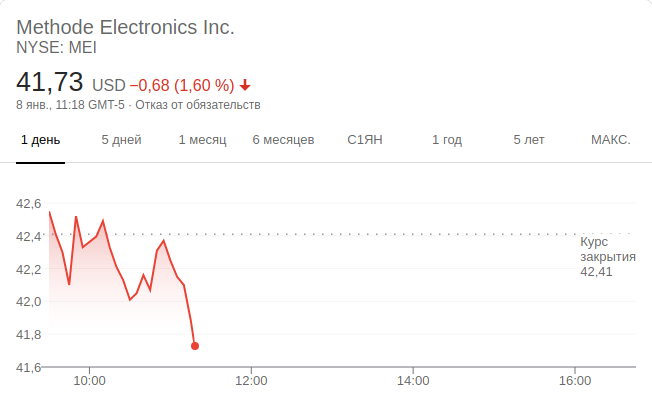 Methode Electronics Inc.
NYSE: MEI
41,73 USD −0,68 (1,60 %)
8 янв., 11:18 GMT-5 · Отказ от обязательств
1 день 5 дней 1 месяц 6 месяцев С1ЯН 1 год 5 лет МАКС.
42,6
42,4
Курс
закрытия
42,41
42,2
42,0
41,8
41,6
10:00 12:00 14:00 16:00